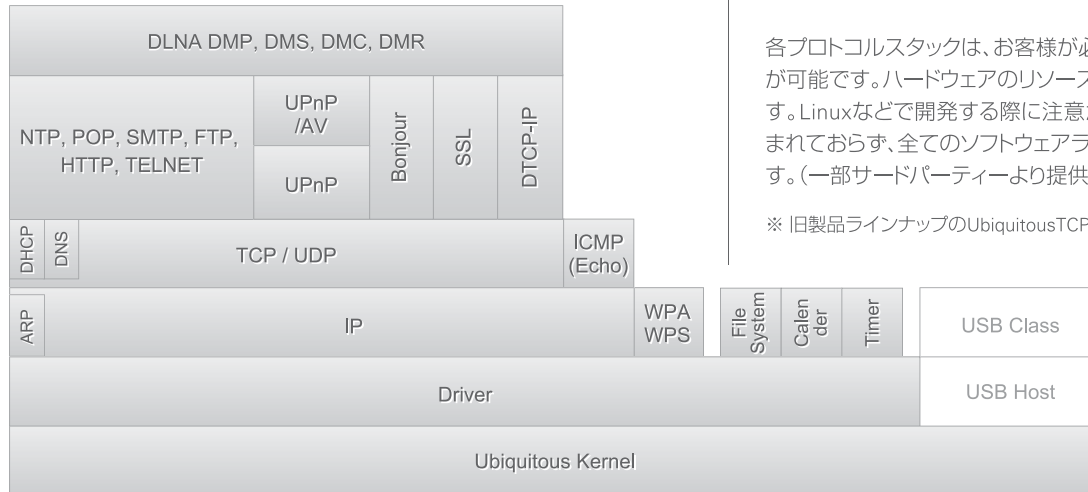 DLNA DMP, DMS, DMC, DMR
NTP, POP, SMTP, FTP,
HTTP, TELNET
UPnP
/AV
UPnP
Bonjour
SSL
DTCP-IP
DHCP
DNS
TCP / UDP
ICMP
(Echo)
ARP
IP
WPA
WPS
File
System
Calen
der
Timer
USB Class
Driver
USB Host
Ubiquitous Kernel
各プロトコルスタックは、お客様が
が可能です。ハードウェアのリソース
す。Linuxなどで開発する際に注意
まれておらず、全てのソフトウェアラ
す。(一部サードパーティーより提供
※ 旧製品ラインナップのUbiquitousTCP